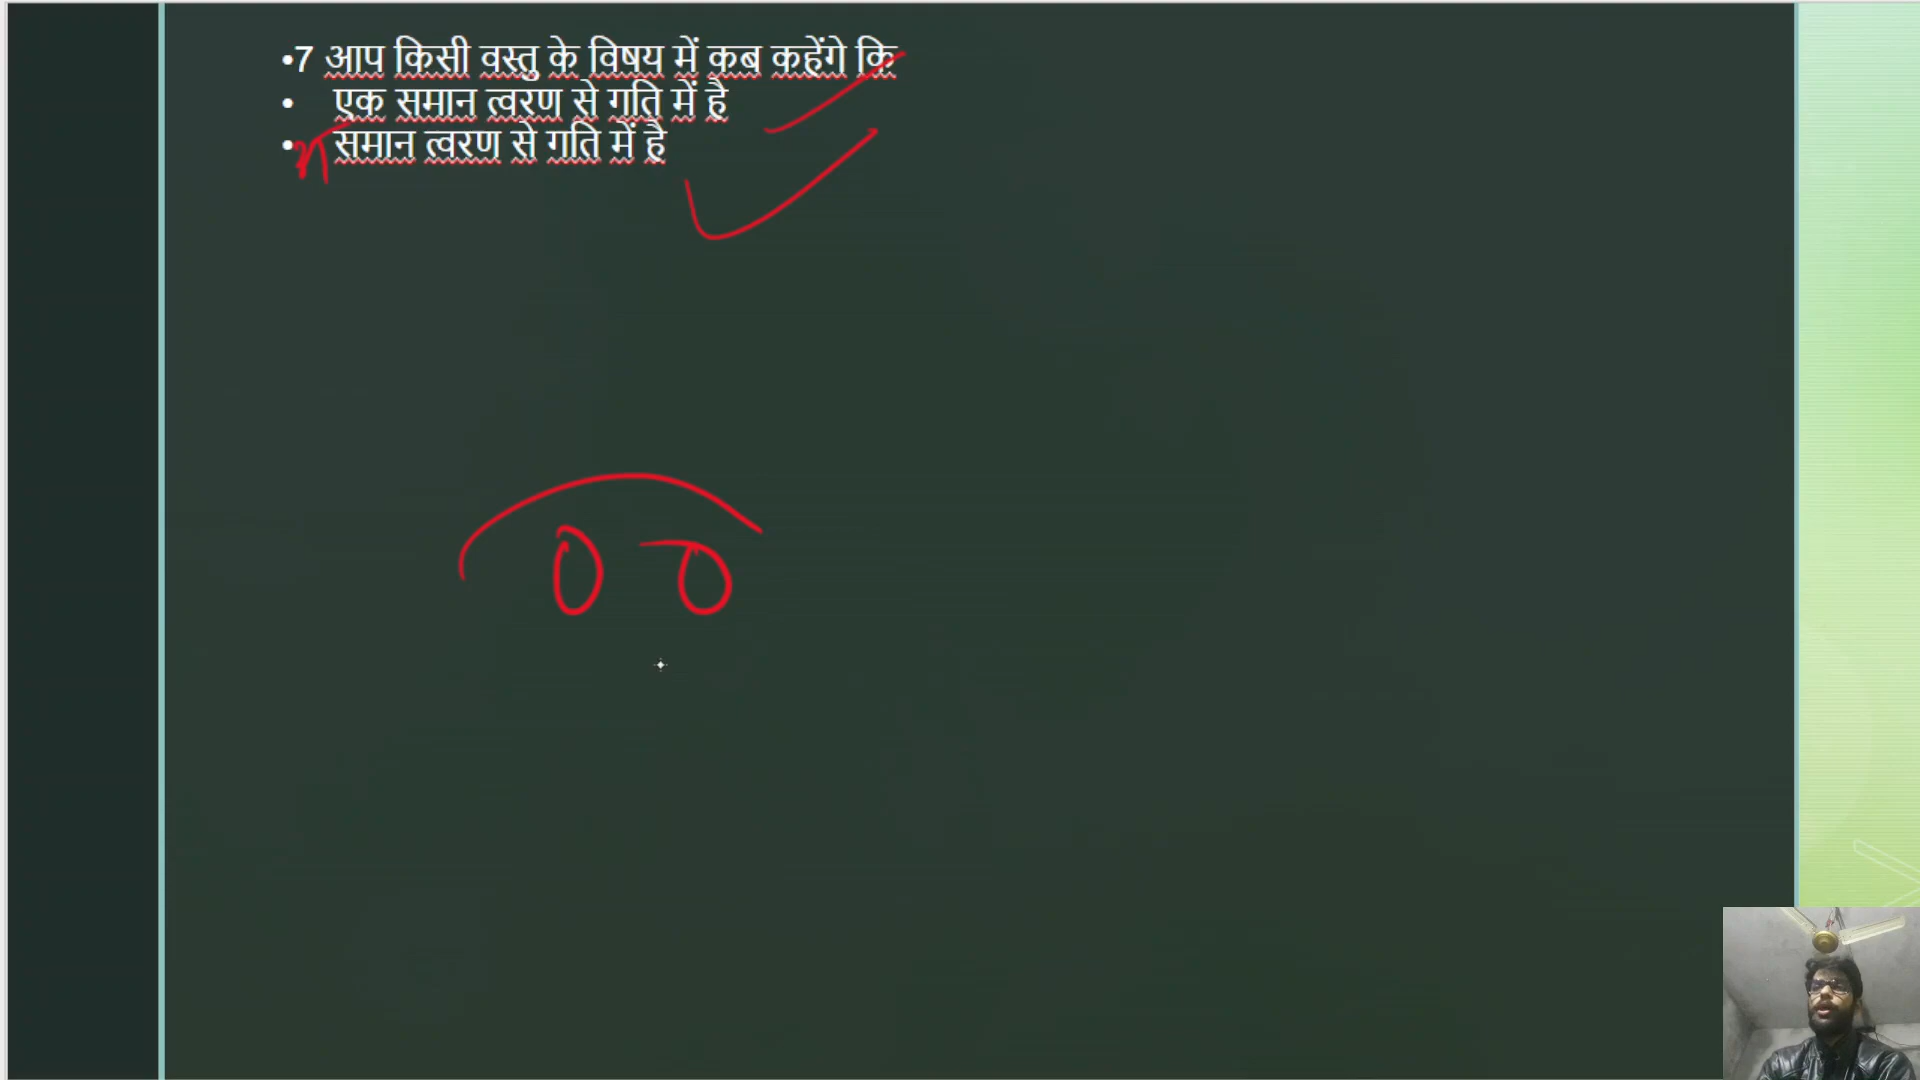 •7 आप किसी वस्तु के विषय में कब कहेंगे कि
• एक समान त्वरण से गति में है
• समान त्वरण से गति में है